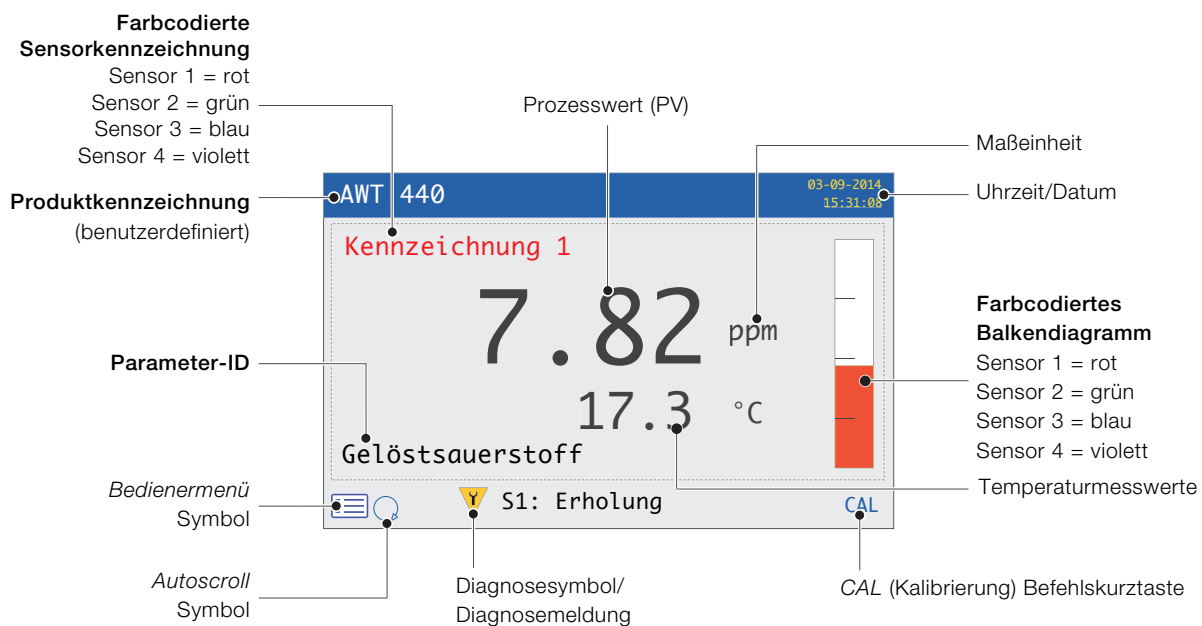 Farbcodierte
Sensorkennzeichnung
Sensor 1 = rot
Sensor 2 = grün
Sensor 3 = blau
Sensor 4 = violett
Prozesswert (PV)
Maßeinheit
Uhrzeit/Datum
Produktkennzeichnung
(benutzerdefiniert)
AWT 440
03-09-2014
15:31:08
Kennzeichnung 1
7.82 ppm
17.3 °C
Parameter-ID
Gelöstsauerstoff
Farbcodiertes
Balkendiagramm
Sensor 1 = rot
Sensor 2 = grün
Sensor 3 = blau
Sensor 4 = violett
Temperaturmesswerte
Bedienermenü
Symbol
S1: Erholung
CAL
Autoscroll
Symbol
Diagnosesymbol/
Diagnosemeldung
CAL (Kalibrierung) Befehlskurztaste